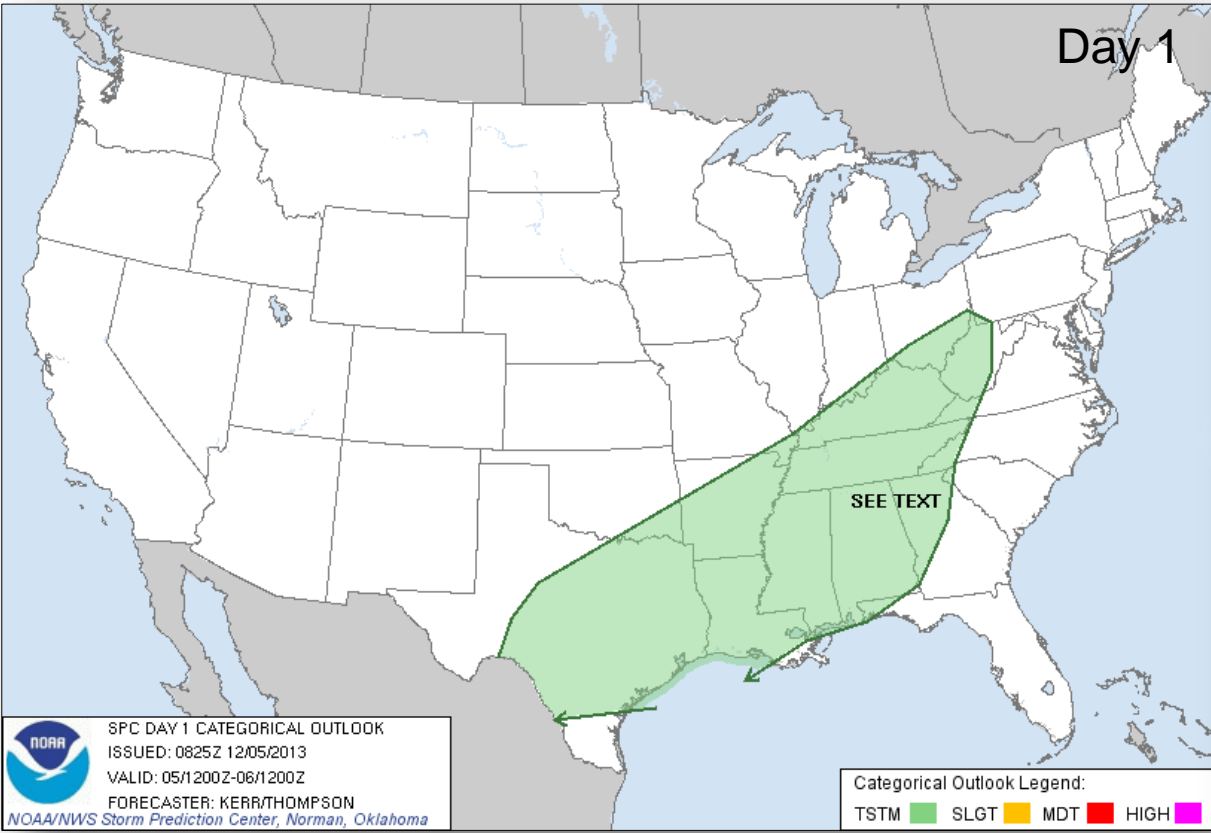 Day 1
SEE TEXT
NOAA
SPC DAY 1 CATEGORICAL OUTLOOK
ISSUED: 0825Z 12/05/2013
VALID: 05/1200Z-06/1200Z
FORECASTER: KERR/THOMPSON
NOAA/NWS Storm Prediction Center, Norman, Oklahoma
Categorical Outlook Legend:
TSTM SLGT MDT HIGH